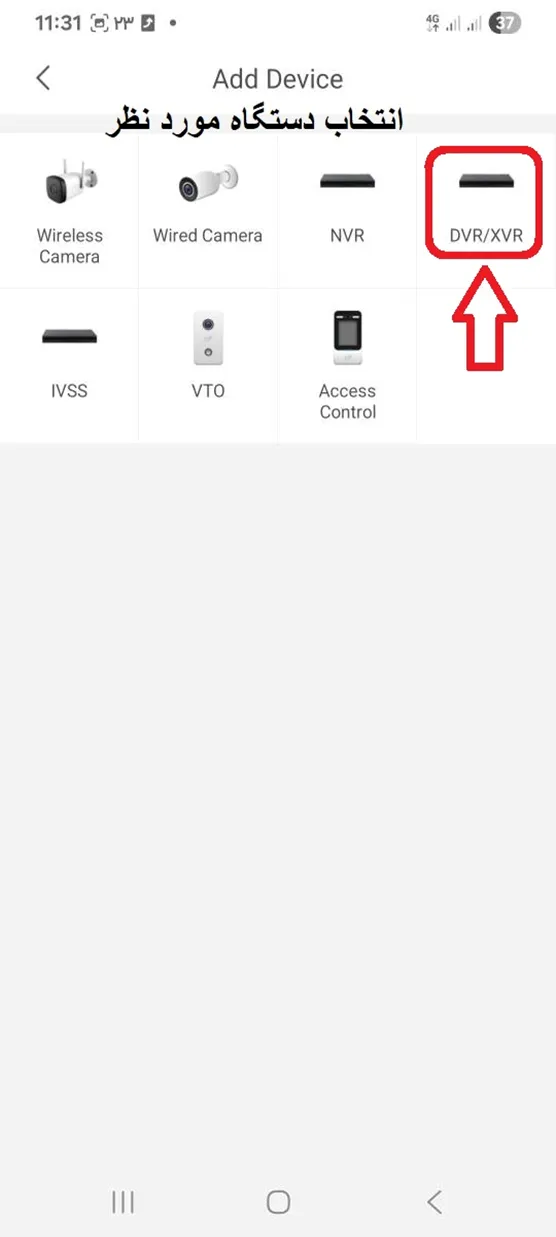 11:31 ۲۳ 4G 37
Add Device
انتخاب دستگاه مورد نظر
Wireless Camera
Wired Camera
NVR
DVR/XVR
IVSS
VTO
Access Control